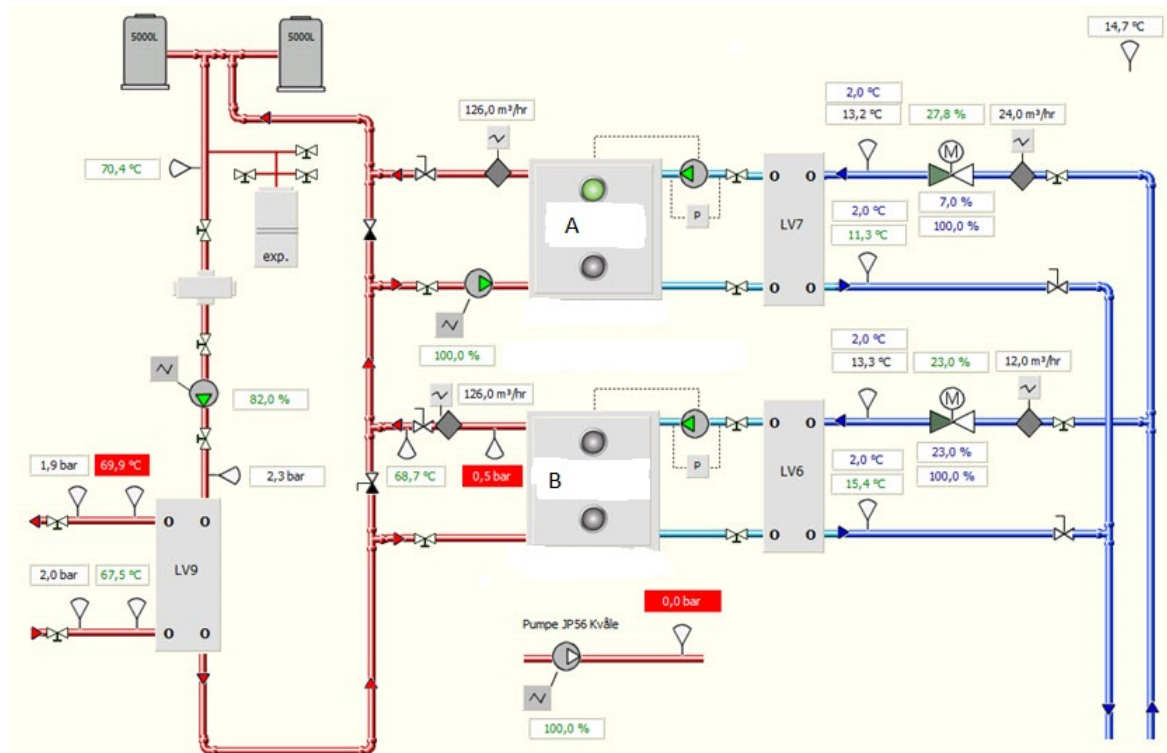 5000L
5000L
14,7 °C
126,0 m³/hr
2,0 °C
13,2 °C
27,8 %
24,0 m³/hr
70,4 °C
M
P
A
LV7
7,0 %
100,0 %
2,0 °C
11,3 °C
exp.
100,0 %
82,0 %
126,0 m³/hr
2,0 °C
13,3 °C
23,0 %
12,0 m³/hr
M
P
B
LV6
68,7 °C
0,5 bar
23,0 %
100,0 %
2,0 °C
15,4 °C
1,9 bar
69,9 °C
2,3 bar
LV9
2,0 bar
67,5 °C
0,0 bar
Pumpe JP56 Kvåle
100,0 %